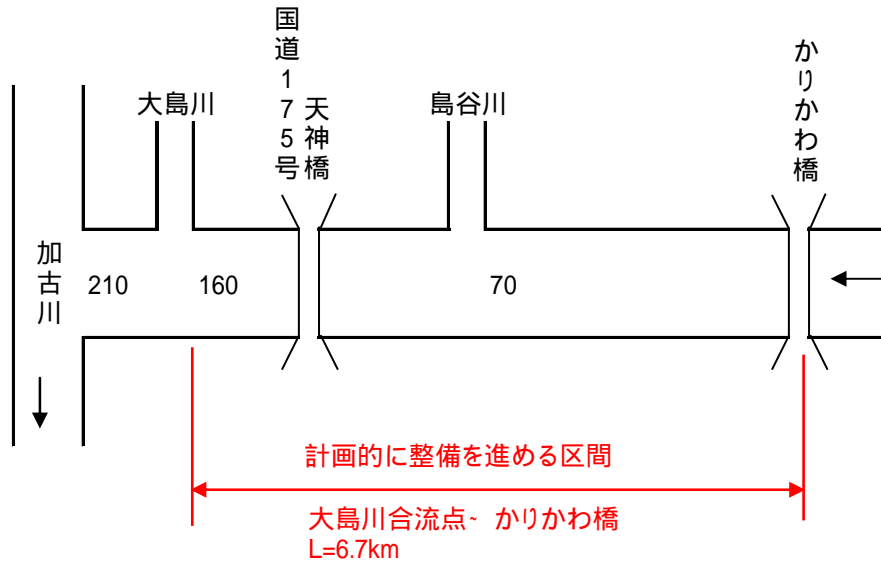 国道175号
天神橋
かりかわ橋
大島川
島谷川
加古川
210
160
70
計画的に整備を進める区間
大島川合流点~ かりかわ橋
L=6.7km